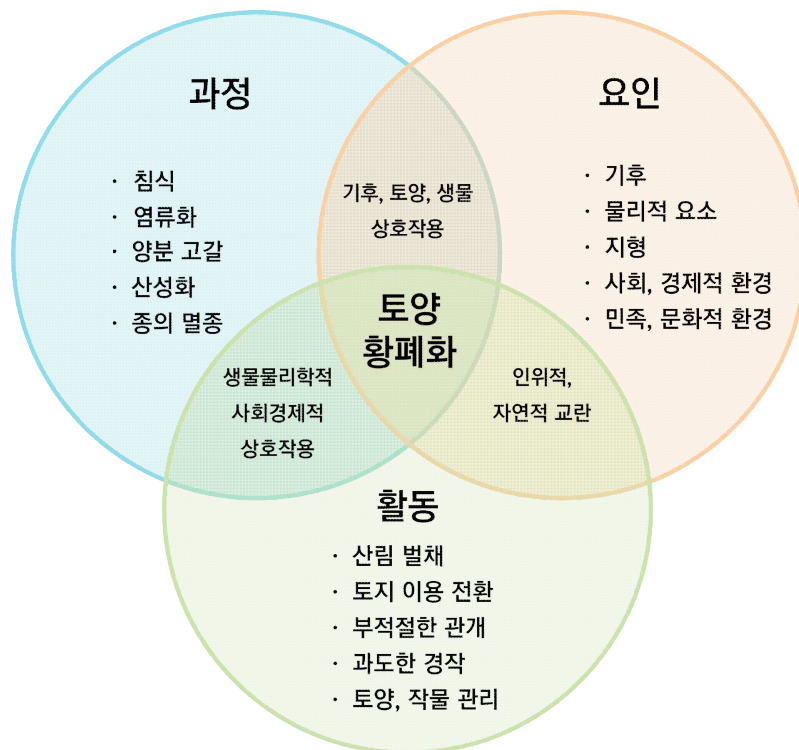 과정
· 침식
· 염류화
· 양분 고갈
· 산성화
· 종의 멸종
요인
· 기후
· 물리적 요소
· 지형
· 사회, 경제적 환경
· 민족, 문화적 환경
기후, 토양, 생물
상호작용
토양
황폐화
생물물리학적
사회경제적
상호작용
인위적,
자연적 교란
활동
· 산림 벌채
· 토지 이용 전환
· 부적절한 관개
· 과도한 경작
· 토양, 작물 관리